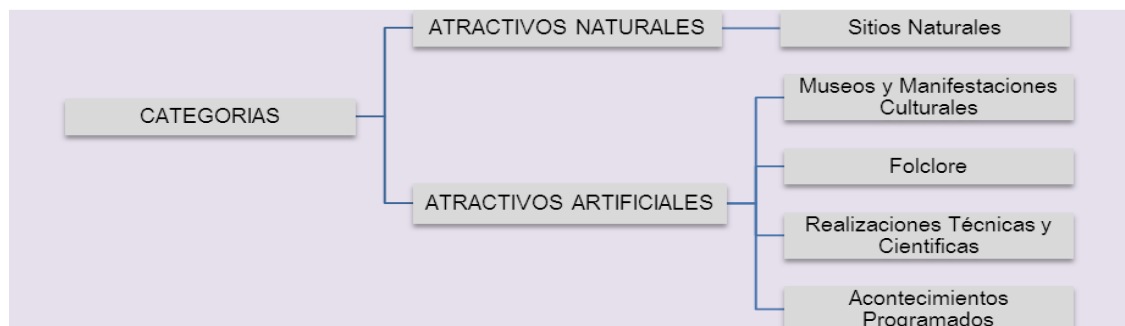 ATRACTIVOS NATURALES
Sitios Naturales
CATEGORIAS
Museos y Manifestaciones
Culturales
Folclore
ATRACTIVOS ARTIFICIALES
Realizaciones Técnicas y
Cientificas
Acontecimientos
Programados